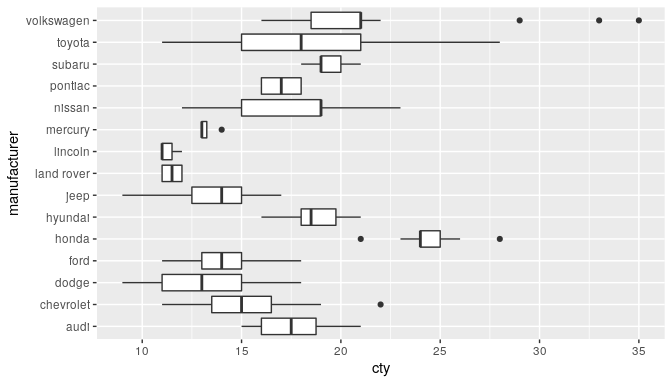 volkswagen
toyota
subaru
pontiac
nissan
mercury
lincoln
land rover
jeep
hyundai
honda
ford
dodge
chevrolet
audi
manufacturer
10 15 20 25 30 35
cty